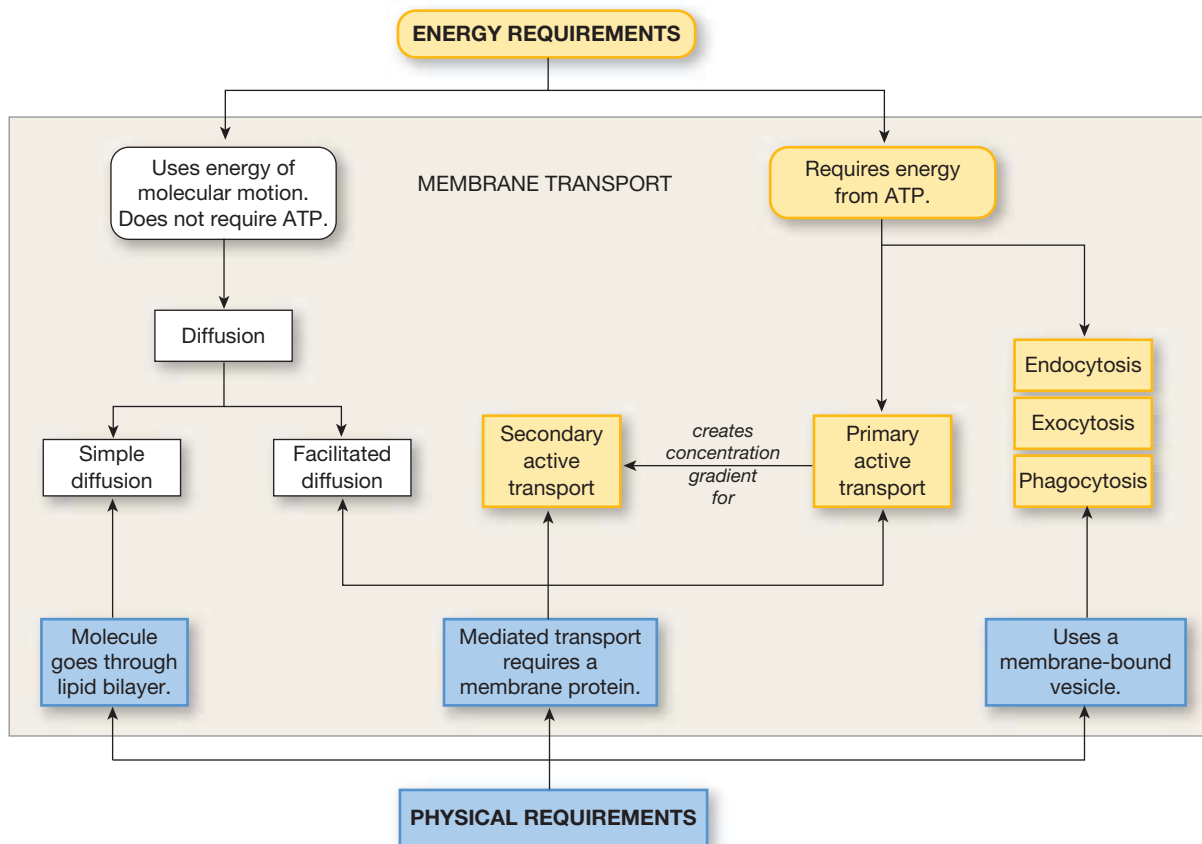 ENERGY REQUIREMENTS
Uses energy of
molecular motion.
Does not require ATP.
MEMBRANE TRANSPORT
Requires energy
from ATP.
Diffusion
Simple
diffusion
Facilitated
diffusion
Secondary
active
transport
creates
concentration
gradient
for
Primary
active
transport
Endocytosis
Exocytosis
Phagocytosis
Molecule
goes through
lipid bilayer.
Mediated transport
requires a
membrane protein.
Uses a
membrane-bound
vesicle.
PHYSICAL REQUIREMENTS